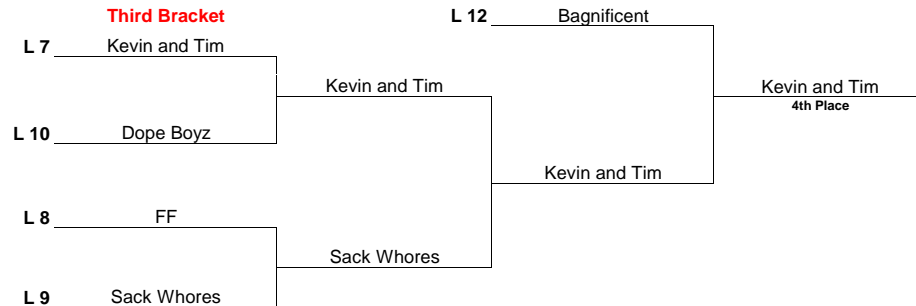 Third Bracket
L 12 Bagnificent
L 7 Kevin and Tim
Kevin and Tim
Kevin and Tim
4th Place
L 10 Dope Boyz
Kevin and Tim
L 8 FF
Sack Whores
L 9 Sack Whores